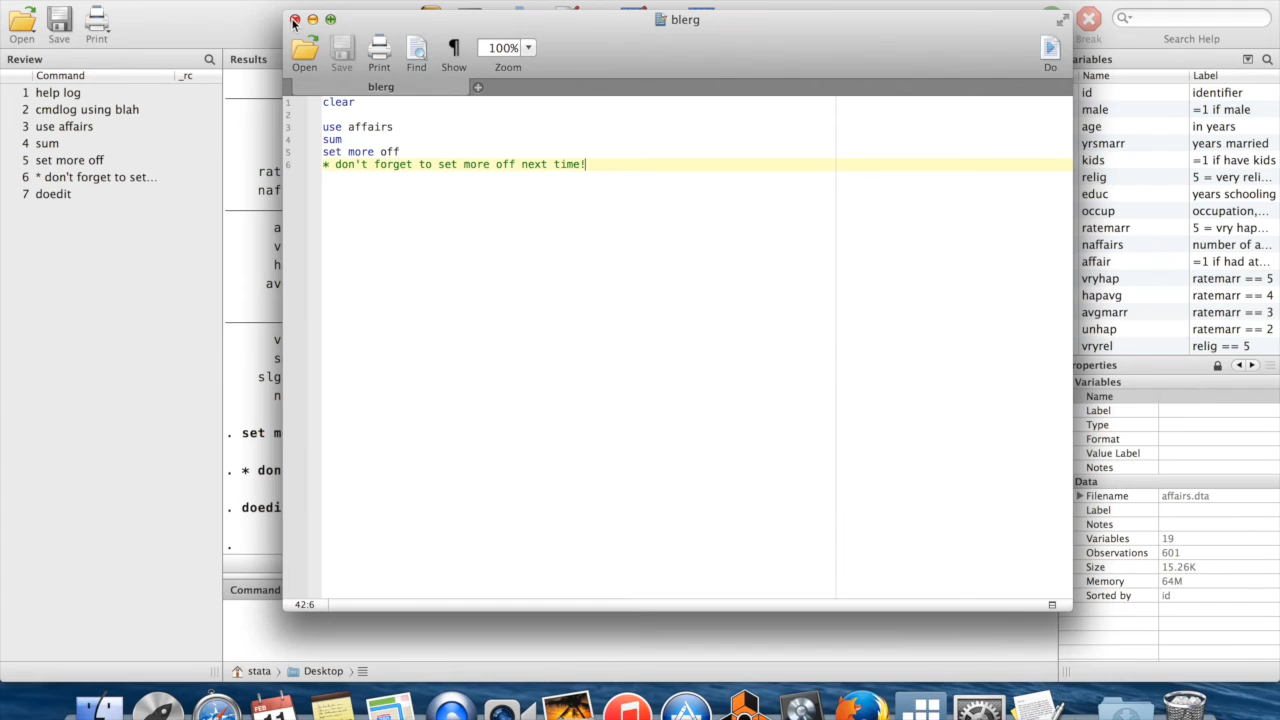 blerg
Open Save Print
Open Save Print Find Show 100% Zoom Do
Break
Search Help
Review
Command _rc
1 help log
2 cmdlog using blah
3 use affairs
4 sum
5 set more off
6 * don't forget to set...
7 doedit
Results
. set m
. * don
. doedi
.
Command
blerg
1 clear
2
3 use affairs
4 sum
5 set more off
6 * don't forget to set more off next time!
42:6
ariables
Name Label
id identifier
male =1 if male
age in years
yrsmarr years married
kids =1 if have kids
relig 5 = very reli...
educ years schooling
occup occupation,...
ratemarr 5 = vry hap...
naffairs number of a...
affair =1 if had at...
vryhap ratemarr == 5
hapavg ratemarr == 4
avgmarr ratemarr == 3
unhap ratemarr == 2
vryrel relig == 5
roperties
Variables
Name
Label
Type
Format
Value Label
Notes
Data
Filename affairs.dta
Label
Notes
Variables 19
Observations 601
Size 15.26K
Memory 64M
Sorted by id
stata Desktop
11